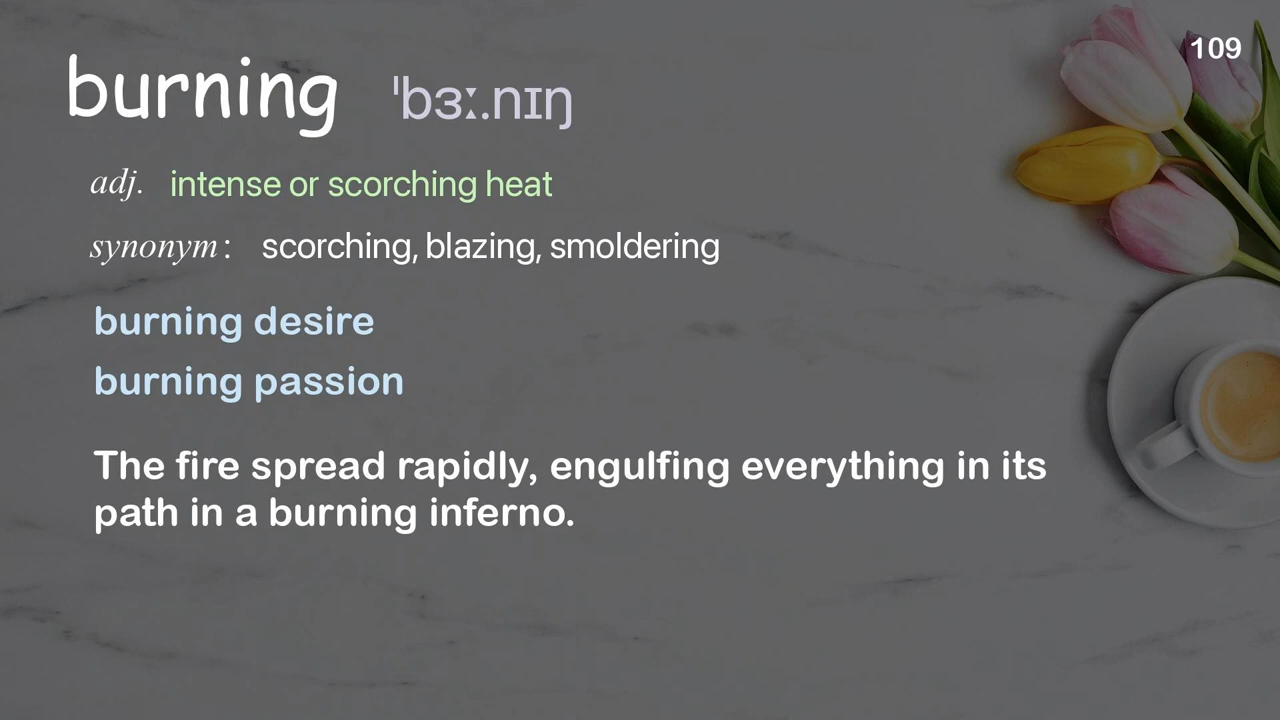 109
burning ˈbɜː.nɪŋ
adj. intense or scorching heat
synonym: scorching, blazing, smoldering
burning desire
burning passion
The fire spread rapidly, engulfing everything in its
path in a burning inferno.